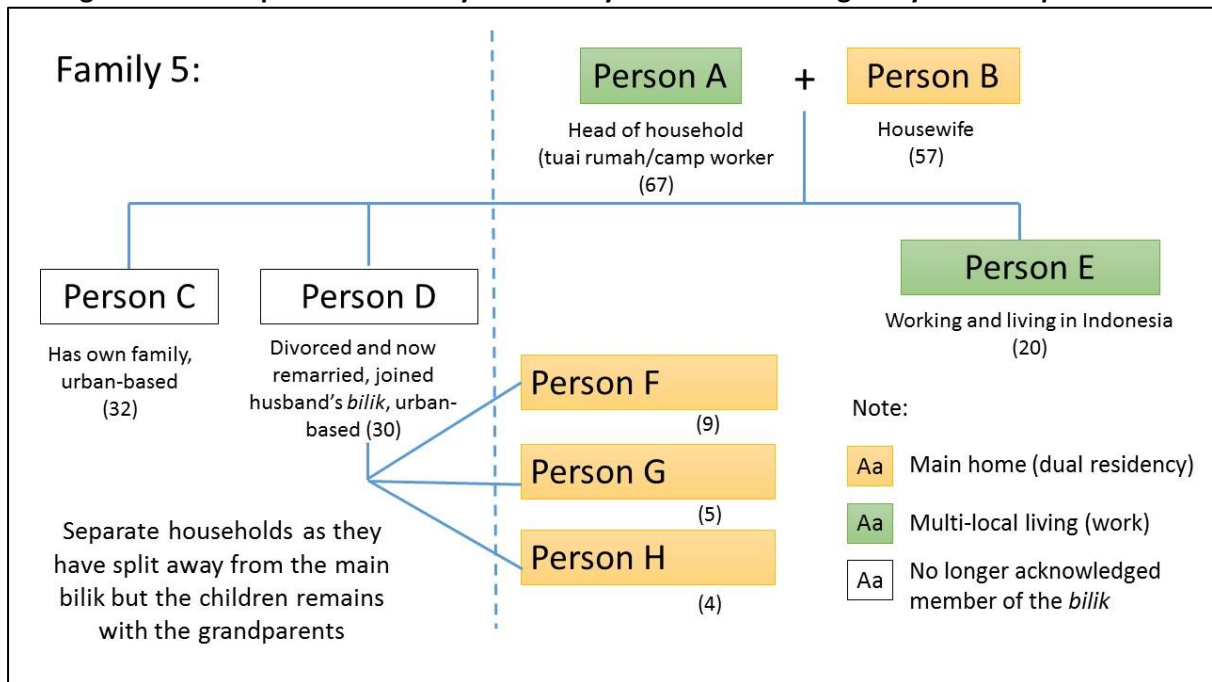 Family 5:
Person A
+
Person B
Head of household
(tuai rumah/camp worker
(67)
Housewife
(57)
Person C
Has own family,
urban-based
(32)
Person D
Divorced and now
remarried, joined
husband's bilik, urban-
based (30)
Person E
Working and living in Indonesia
(20)
Person F
(9)
Person G
(5)
Person H
(4)
Separate households as they
have split away from the main
bilik but the children remains
with the grandparents
Note:
Aa Main home (dual residency)
Aa Multi-local living (work)
Aa No longer acknowledged
member of the bilik